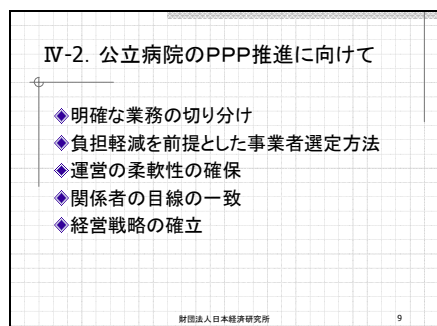 Ⅳ-2. 公立病院のPPP推進に向けて
◆明確な業務の切り分け
◆負担軽減を前提とした事業者選定方法
◆運営の柔軟性の確保
◆関係者の目線の一致
◆経営戦略の確立
財団法人日本経済研究所 9